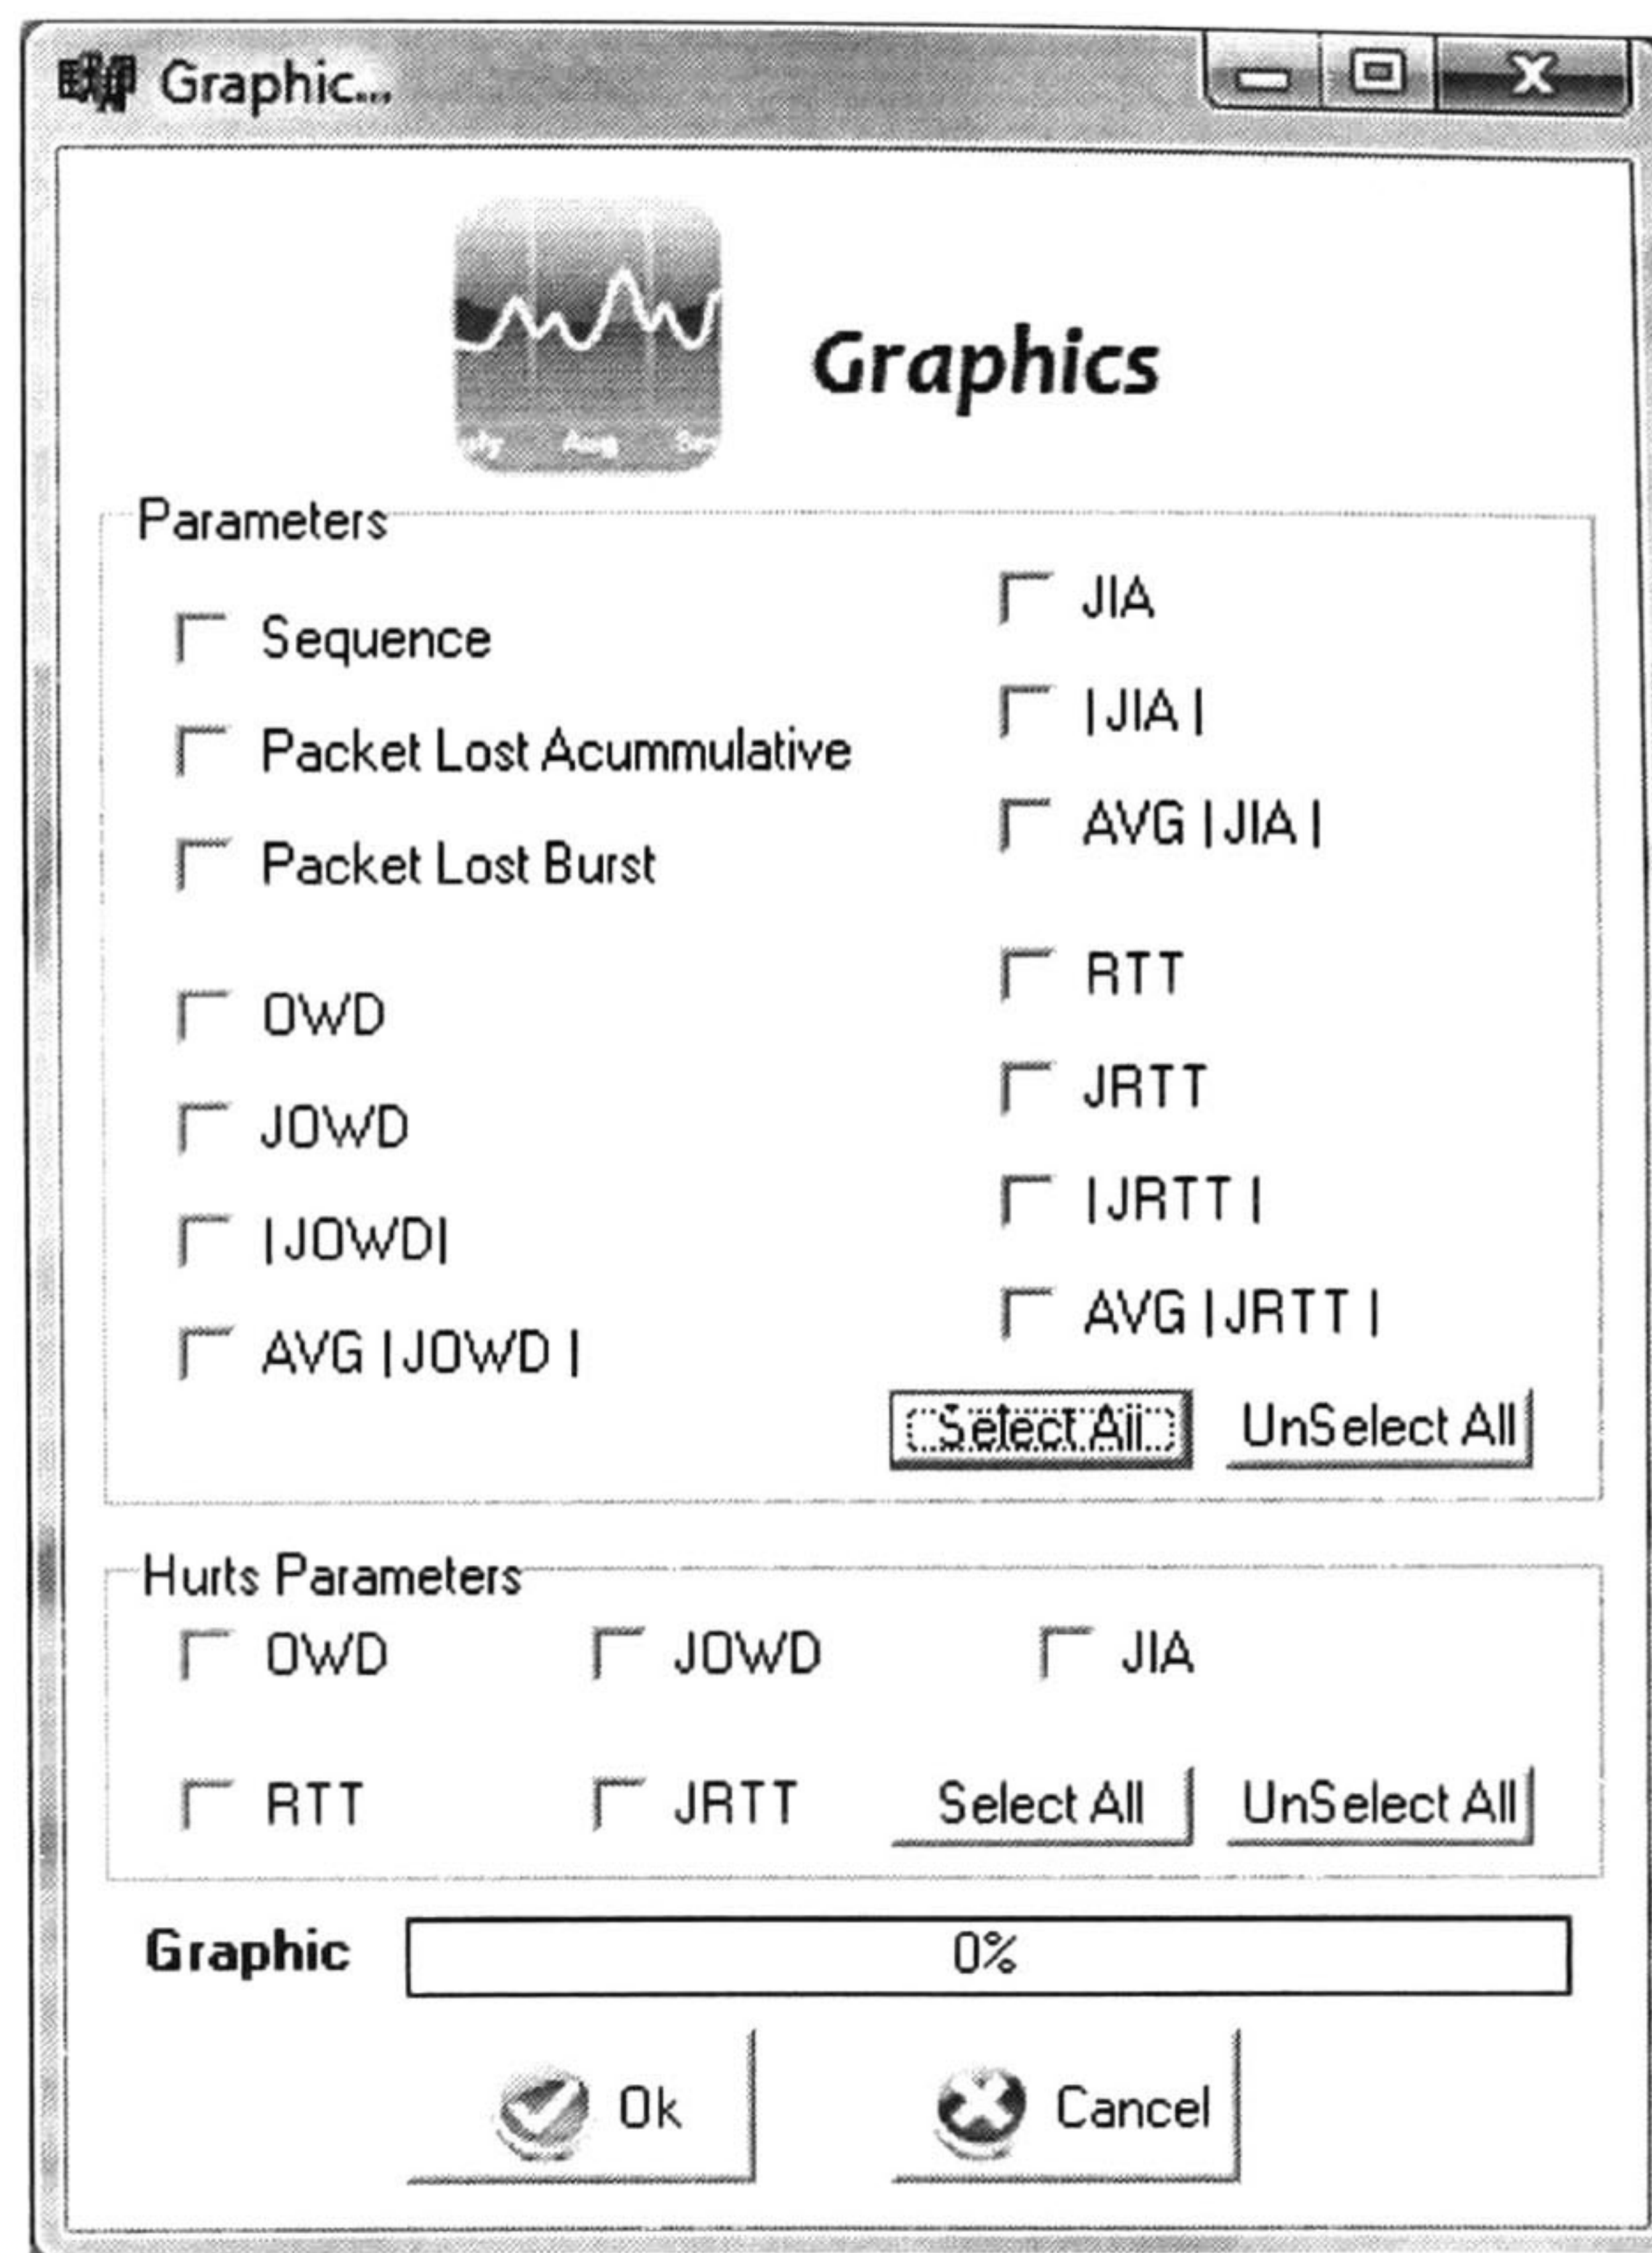 Graphic...
Graphics
Aug
Parameters
Sequence
Packet Lost Acummulative
Packet Lost Burst
OWD
JOWD
|JOWD|
AVG |JOWD |
JIA
|JIA |
AVG |JIA |
RTT
JRTT
|JRTT |
AVG |JRTT |
Select All UnSelect All
Hurts Parameters
OWD JOWD JIA
RTT JRTT Select All UnSelect All
Graphic 0%
Ok Cancel